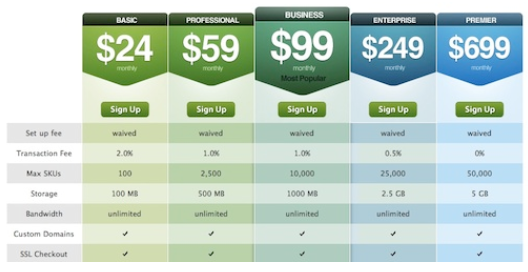 BASIC PROFESSIONAL BUSINESS ENTERPRISE PREMIER
$24 $59 $99 $249 $699
monthly monthly monthly monthly monthly
Most Popular
Sign Up Sign Up Sign Up Sign Up Sign Up
Set up fee waived waived waived waived waived
Transaction Fee 2.0% 1.0% 1.0% 0.5% 0%
Max SKUs 100 2,500 10,000 25,000 50,000
Storage 100 MB 500 MB 1000 MB 2.5 GB 5 GB
Bandwidth unlimited unlimited unlimited unlimited unlimited
Custom Domains ✓ ✓ ✓ ✓ ✓
SSL Checkout ✓ ✓ ✓ ✓ ✓